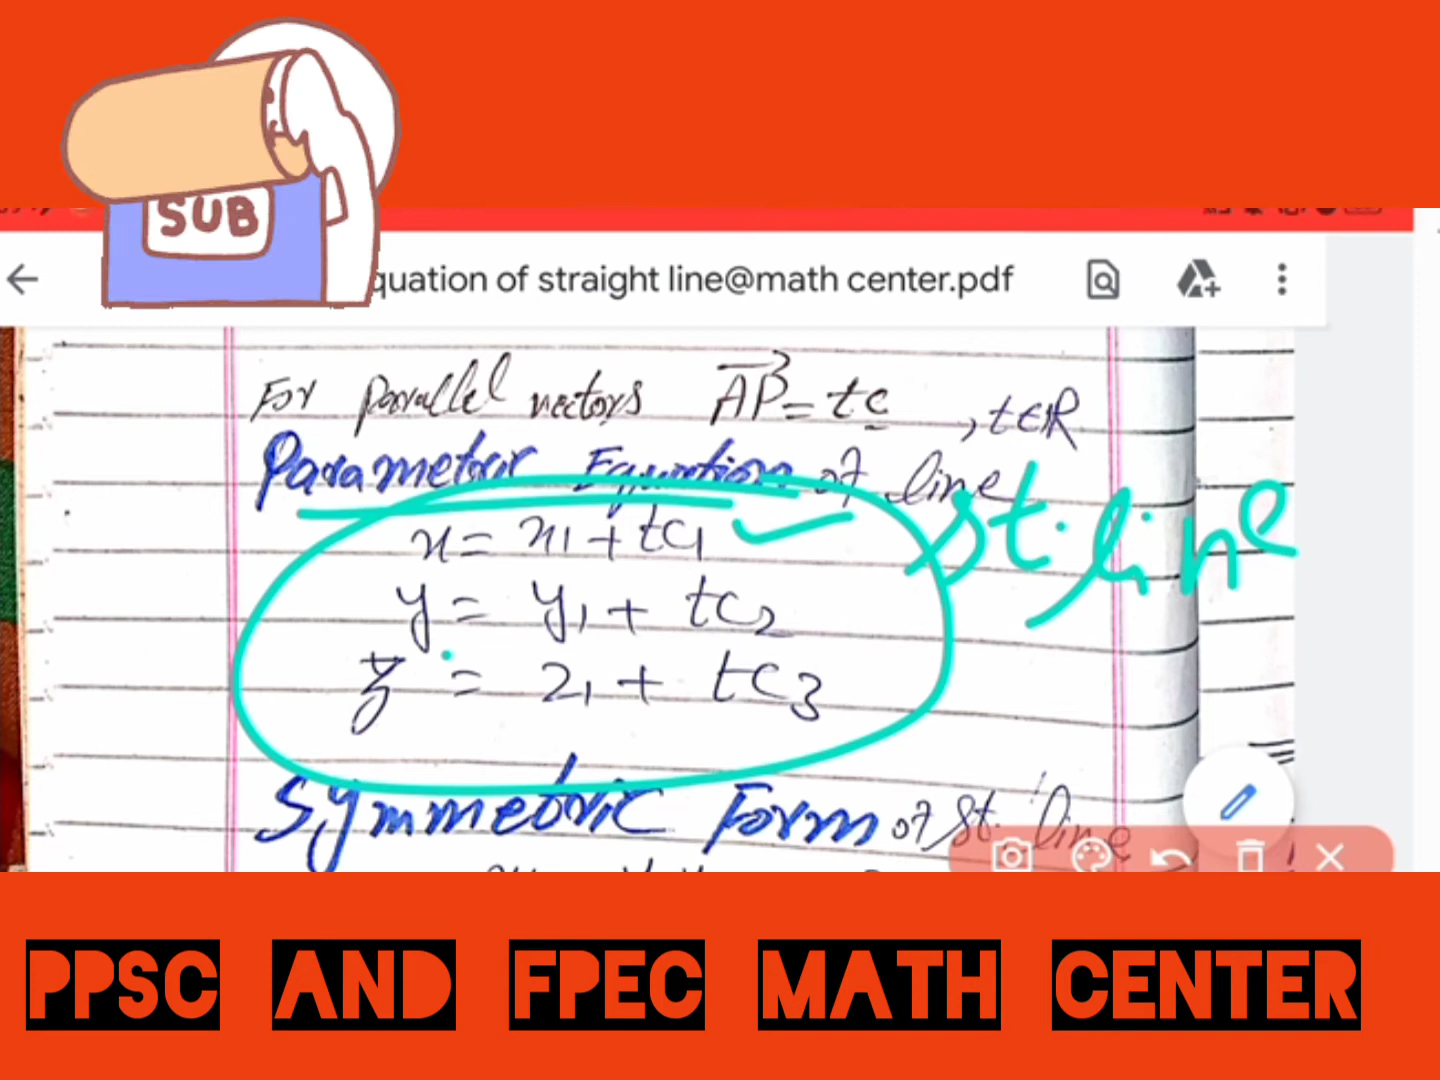 SUB
quation of straight line@math center.pdf
For parallel vectors AP = tc , t∈R
Parametric Equation of line
st. line
x = x₁ + tc₁
y = y₁ + tc₂
z = z₁ + tc₃
Symmetric Form of st. line
PPSC AND FPEC MATH CENTER